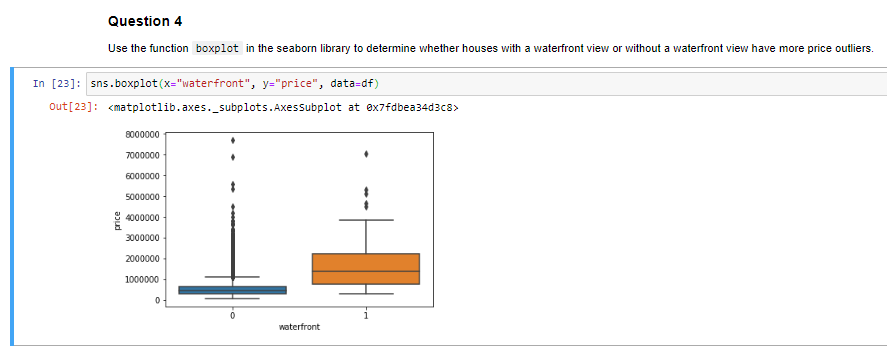 Question 4
Use the function boxplot in the seaborn library to determine whether houses with a waterfront view or without a waterfront view have more price outliers.
In [23]: sns.boxplot(x="waterfront", y="price", data=df)
Out[23]: <matplotlib.axes._subplots.AxesSubplot at 0x7fdbea34d3c8>
8000000
7000000
6000000
5000000
4000000
3000000
2000000
1000000
0
price
0 1
waterfront